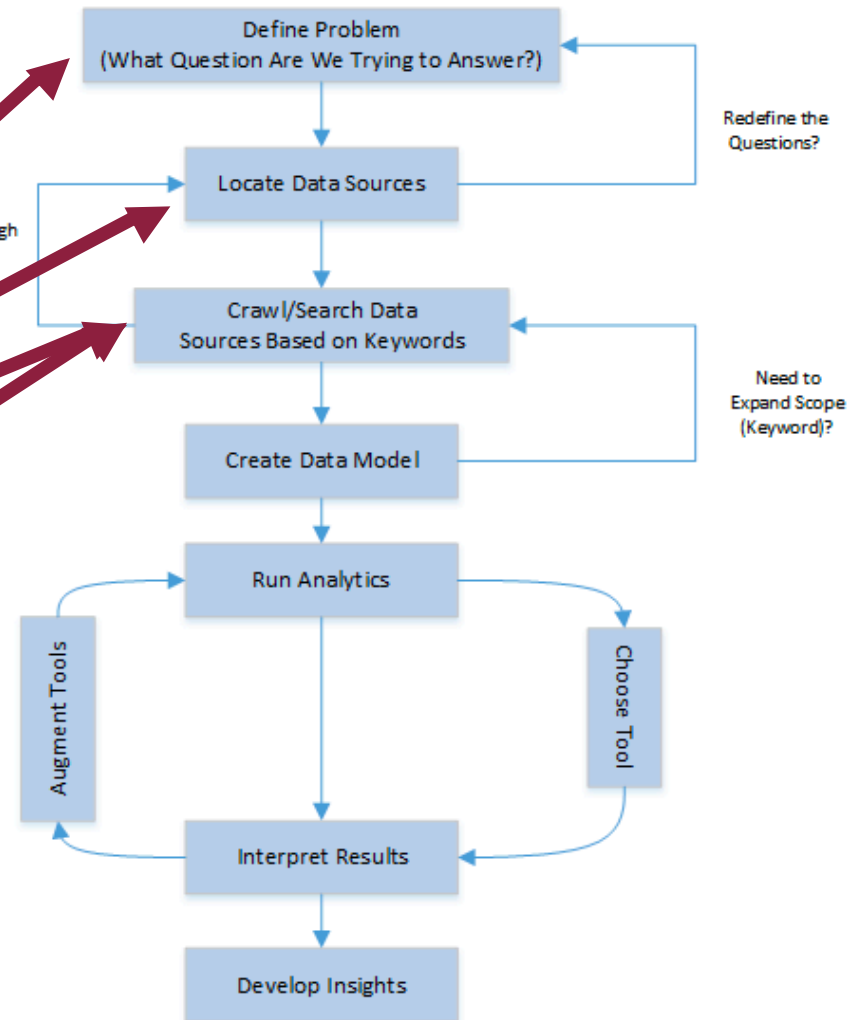 Define Problem
(What Question Are We Trying to Answer?)
Redefine the
Questions?
Locate Data Sources
Crawl/Search Data
Sources Based on Keywords
Need to
Expand Scope
(Keyword)?
Create Data Model
Run Analytics
Augment Tools
Choose Tool
Interpret Results
Develop Insights